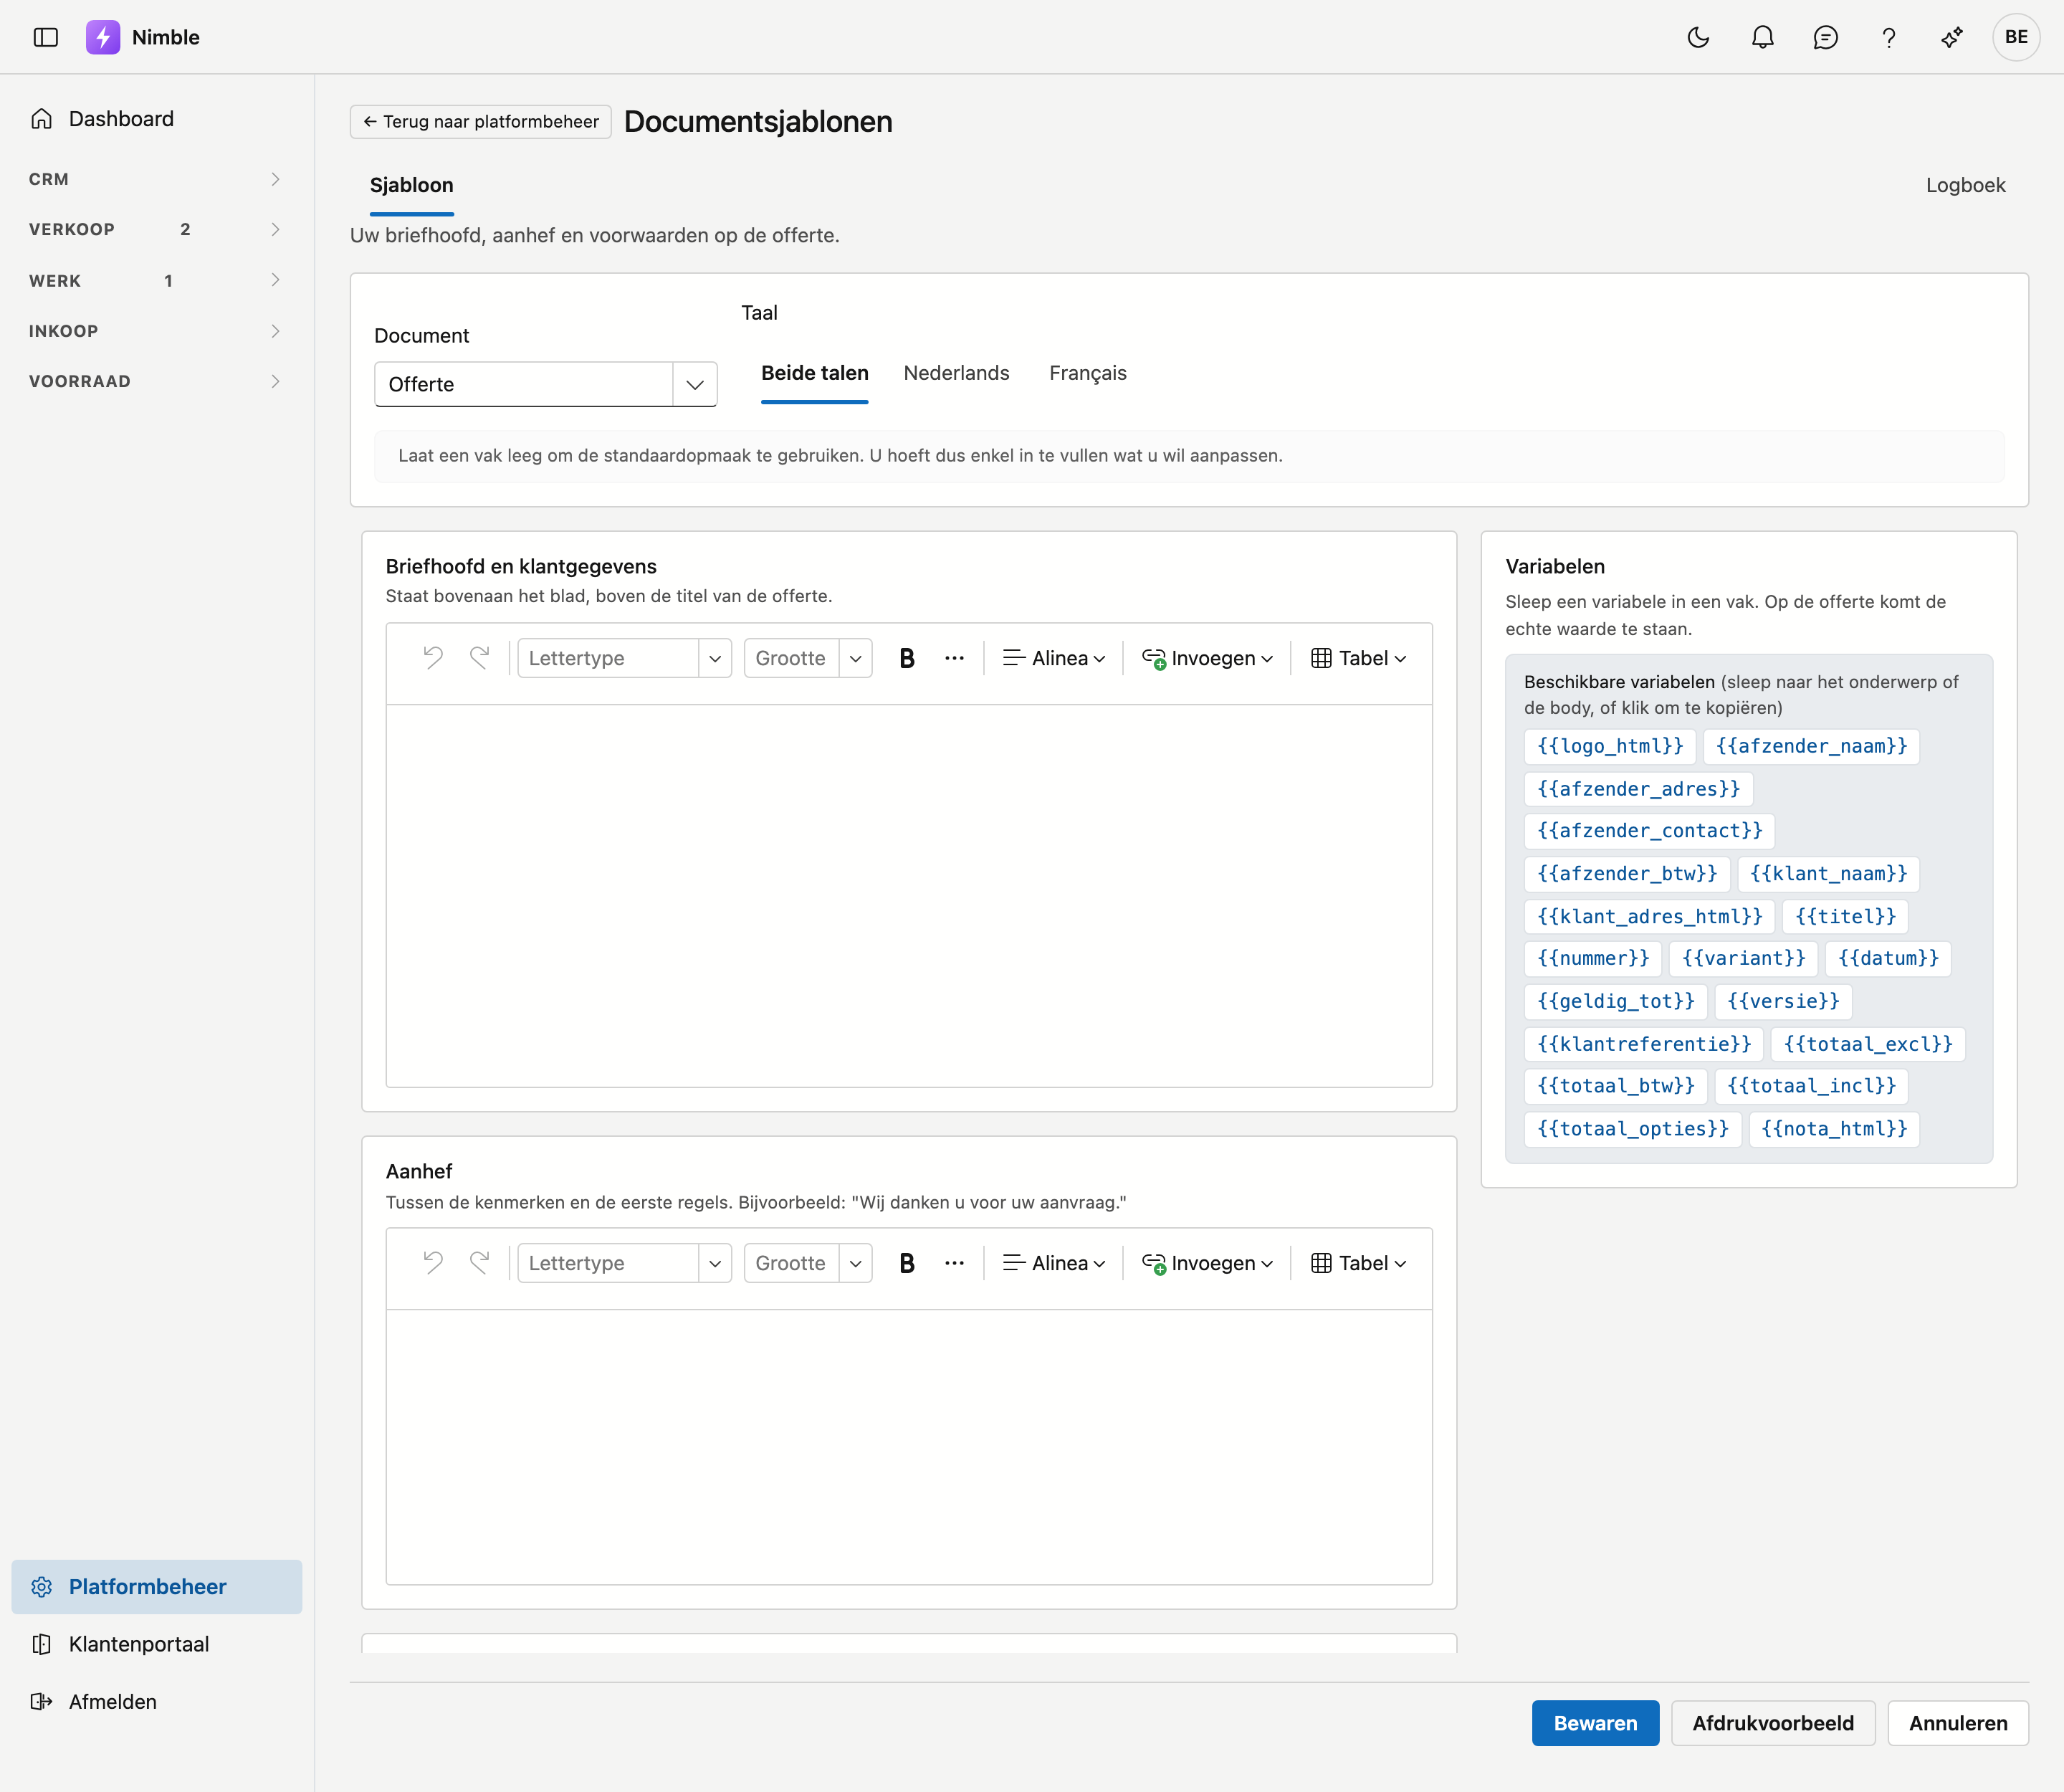 Nimble
BE
Dashboard
CRM
VERKOOP 2
WERK 1
INKOOP
VOORRAAD
Platformbeheer
Klantenportaal
Afmelden
← Terug naar platformbeheer
Documentsjablonen
Sjabloon
Logboek
Uw briefhoofd, aanhef en voorwaarden op de offerte.
Document
Offerte
Taal
Beide talen
Nederlands
Français
Laat een vak leeg om de standaardopmaak te gebruiken. U hoeft dus enkel in te vullen wat u wil aanpassen.
Briefhoofd en klantgegevens
Staat bovenaan het blad, boven de titel van de offerte.
Lettertype Grootte B ... Alinea Invoegen Tabel
Aanhef
Tussen de kenmerken en de eerste regels. Bijvoorbeeld: "Wij danken u voor uw aanvraag."
Lettertype Grootte B ... Alinea Invoegen Tabel
Variabelen
Sleep een variabele in een vak. Op de offerte komt de
echte waarde te staan.
Beschikbare variabelen (sleep naar het onderwerp of
de body, of klik om te kopiëren)
{{logo_html}} {{afzender_naam}}
{{afzender_adres}}
{{afzender_contact}}
{{afzender_btw}} {{klant_naam}}
{{klant_adres_html}} {{titel}}
{{nummer}} {{variant}} {{datum}}
{{geldig_tot}} {{versie}}
{{klantreferentie}} {{totaal_excl}}
{{totaal_btw}} {{totaal_incl}}
{{totaal_opties}} {{nota_html}}
Bewaren
Afdrukvoorbeeld
Annuleren